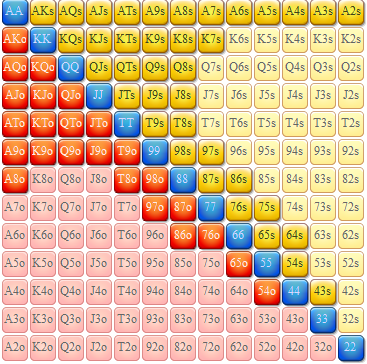 AA AKs AQs AJs ATs A9s A8s A7s A6s A5s A4s A3s A2s
AKo KK KQs KJs KTs K9s K8s K7s K6s K5s K4s K3s K2s
AQo KQo QQ QJs QTs Q9s Q8s Q7s Q6s Q5s Q4s Q3s Q2s
AJo KJo QJo JJ JTs J9s J8s J7s J6s J5s J4s J3s J2s
ATo KTo QTo JTo TT T9s T8s T7s T6s T5s T4s T3s T2s
A9o K9o Q9o J9o T9o 99 98s 97s 96s 95s 94s 93s 92s
A8o K8o Q8o J8o T8o 98o 88 87s 86s 85s 84s 83s 82s
A7o K7o Q7o J7o T7o 97o 87o 77 76s 75s 74s 73s 72s
A6o K6o Q6o J6o T6o 96o 86o 76o 66 65s 64s 63s 62s
A5o K5o Q5o J5o T5o 95o 85o 75o 65o 55 54s 53s 52s
A4o K4o Q4o J4o T4o 94o 84o 74o 64o 54o 44 43s 42s
A3o K3o Q3o J3o T3o 93o 83o 73o 63o 53o 43o 33 32s
A2o K2o Q2o J2o T2o 92o 82o 72o 62o 52o 42o 32o 22